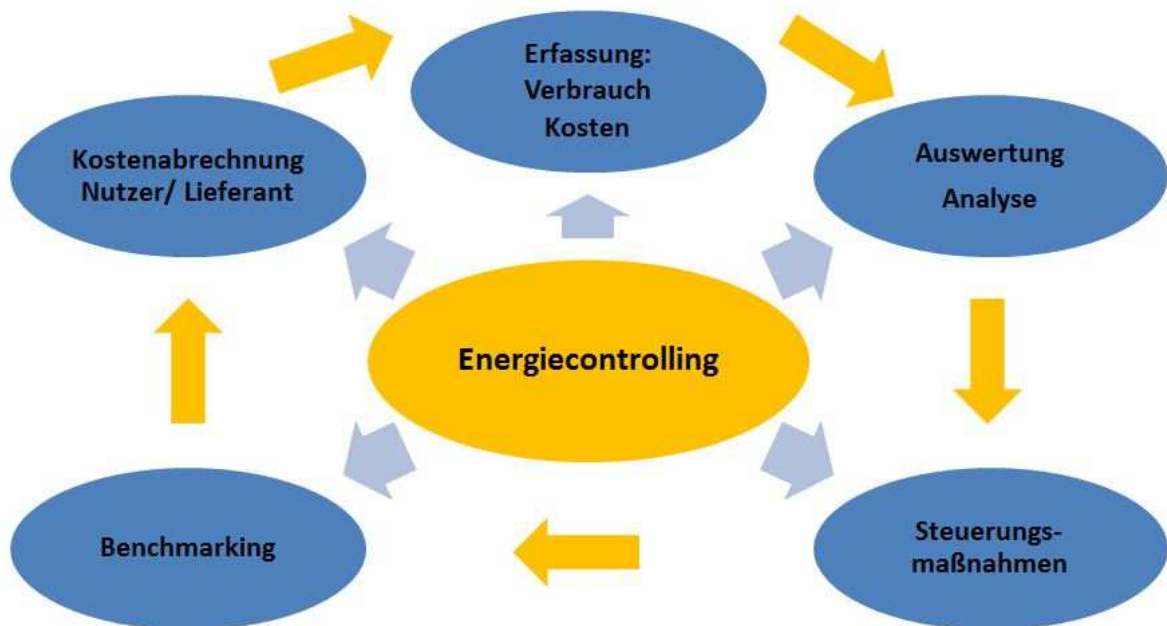 Erfassung:
Verbrauch
Kosten
Auswertung
Analyse
Steuerungs-
maßnahmen
Benchmarking
Kostenabrechnung
Nutzer/ Lieferant
Energiecontrolling